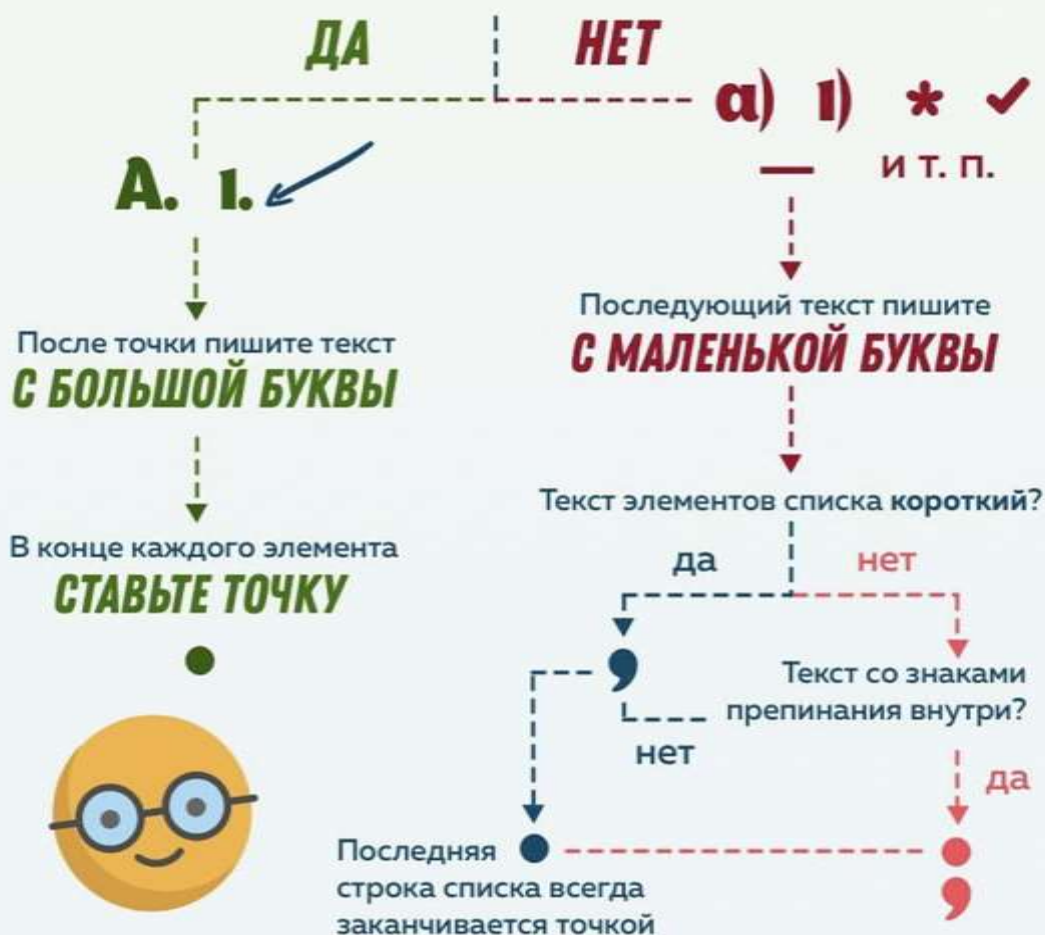 ДА
НЕТ
а) 1) * ✓
— и т. п.
А. 1.
После точки пишите текст
С БОЛЬШОЙ БУКВЫ
В конце каждого элемента
СТАВЬТЕ ТОЧКУ
.
Последующий текст пишите
С МАЛЕНЬКОЙ БУКВЫ
Текст элементов списка короткий?
да
нет
,
Текст со знаками
препинания внутри?
нет
да
;
Последняя .
строка списка всегда
заканчивается точкой